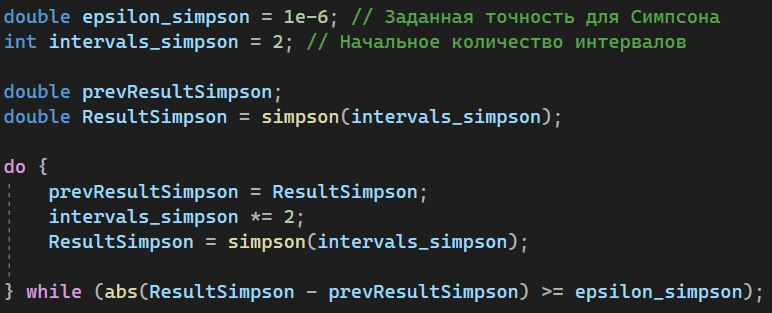 double epsilon_simpson = 1e-6; // Заданная точность для Симпсона
int intervals_simpson = 2; // Начальное количество интервалов
double prevResultSimpson;
double ResultSimpson = simpson(intervals_simpson);
do {
prevResultSimpson = ResultSimpson;
intervals_simpson *= 2;
ResultSimpson = simpson(intervals_simpson);
} while (abs(ResultSimpson - prevResultSimpson) >= epsilon_simpson);